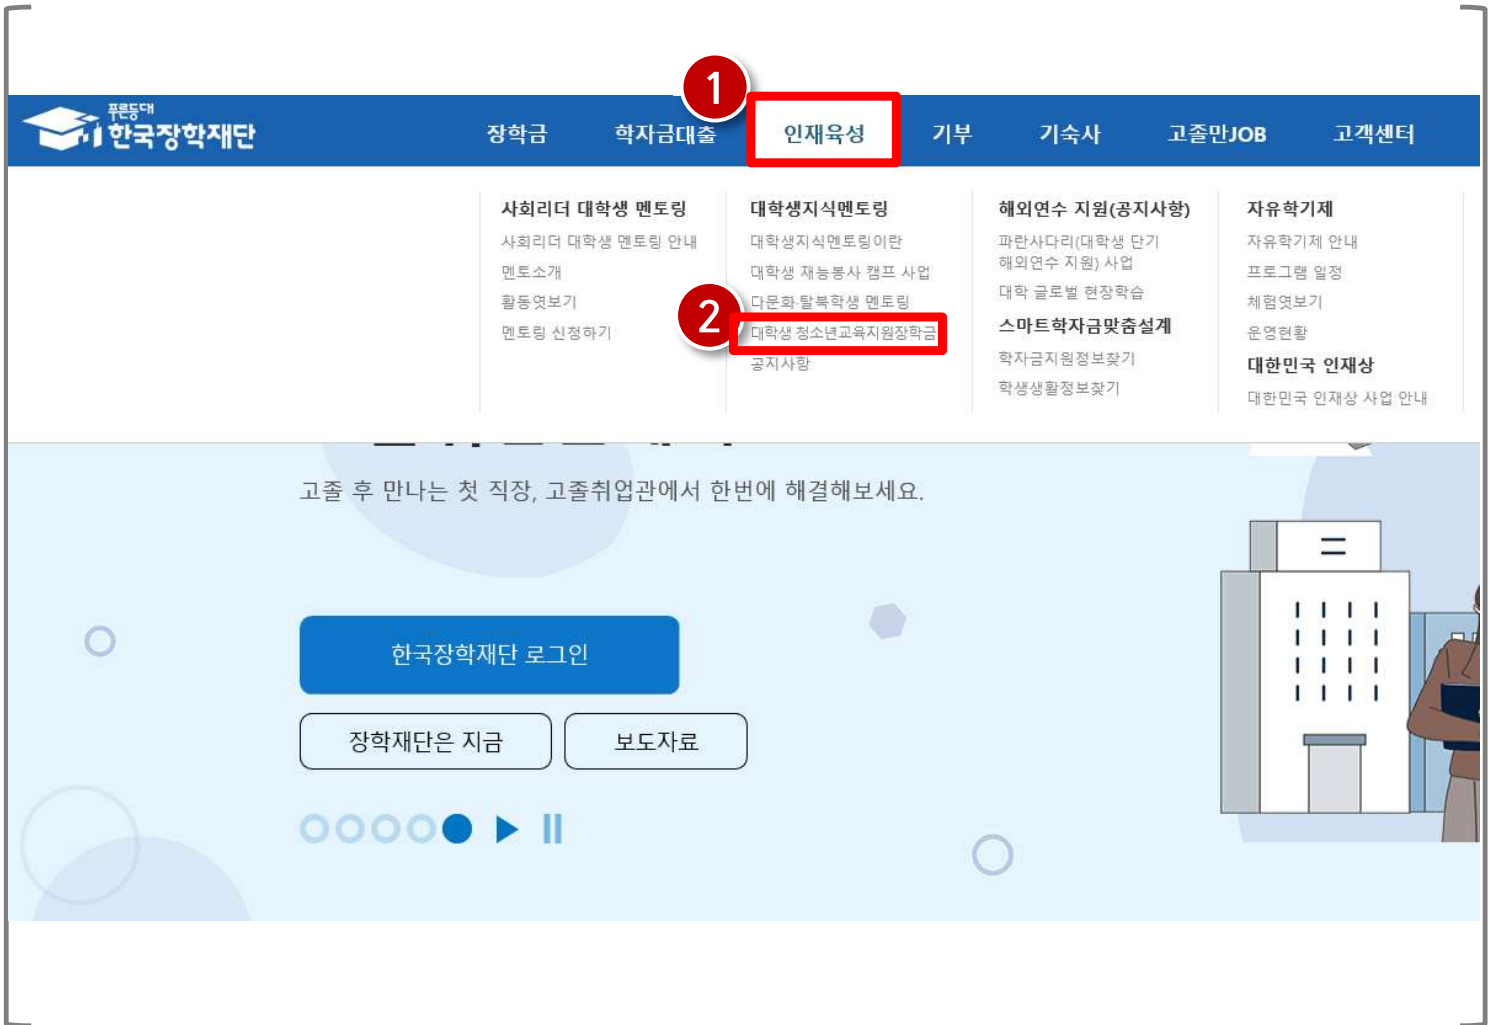 1
푸른등대
한국장학재단
장학금 학자금대출 인재육성 기부 기숙사 고졸만JOB 고객센터
사회리더 대학생 멘토링
사회리더 대학생 멘토링 안내
멘토소개
활동엿보기
멘토링 신청하기
대학생지식멘토링
대학생지식멘토링이란
대학생 재능봉사 캠프 사업
다문화·탈북학생 멘토링
2
대학생 청소년교육지원장학금
공지사항
해외연수 지원(공지사항)
파란사다리(대학생 단기
해외연수 지원) 사업
대학 글로벌 현장학습
스마트학자금맞춤설계
학자금지원정보찾기
학생생활정보찾기
자유학기제
자유학기제 안내
프로그램 일정
체험엿보기
운영현황
대한민국 인재상
대한민국 인재상 사업 안내
고졸 후 만나는 첫 직장, 고졸취업관에서 한번에 해결해보세요.
한국장학재단 로그인
장학재단은 지금
보도자료